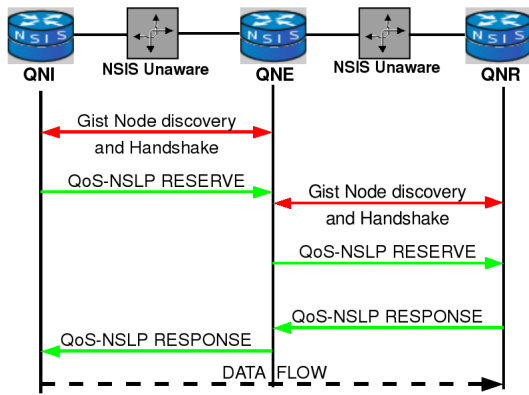 NSIS
NSIS
NSIS
QNI
NSIS Unaware
QNE
NSIS Unaware
QNR
Gist Node discovery
and Handshake
QoS-NSLP RESERVE
Gist Node discovery
and Handshake
QoS-NSLP RESERVE
QoS-NSLP RESPONSE
QoS-NSLP RESPONSE
DATA FLOW